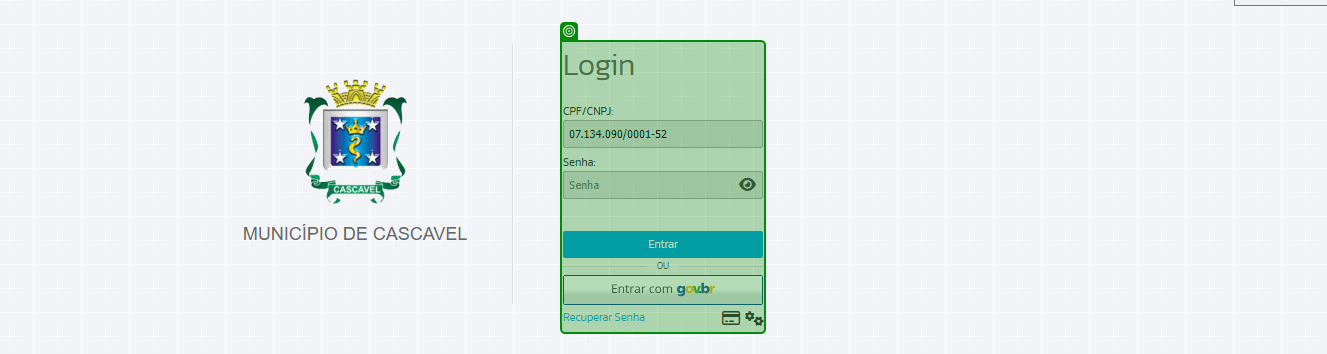 Login
CPF/CNPJ:
07.134.090/0001-52
Senha:
Senha
CASCAVEL
MUNICÍPIO DE CASCAVEL
Entrar
OU
Entrar com gov.br
Recuperar Senha